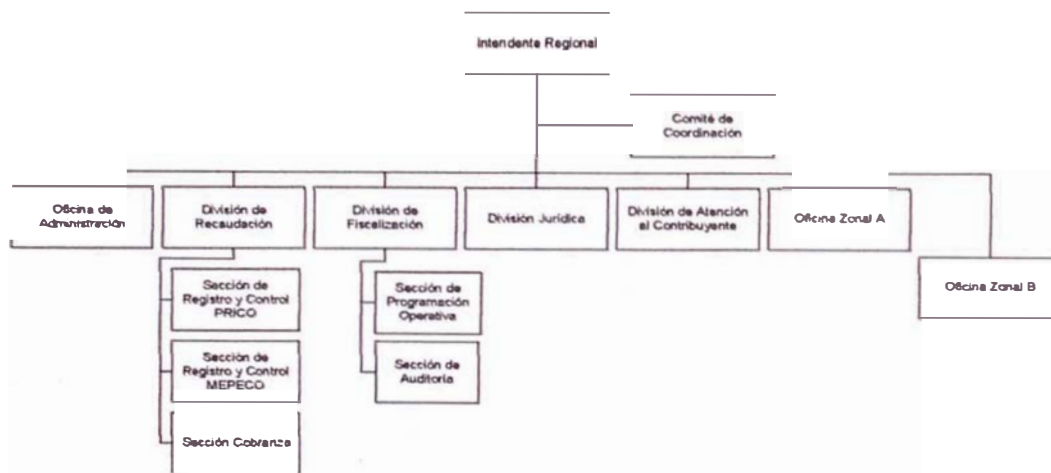 Intendente Regional
Comité de
Coordinación
Oficina de
Administración
División de
Recaudación
División de
Fiscalización
División Jurídica
División de Atención
al Contribuyente
Oficina Zonal A
Oficina Zonal B
Sección de
Registro y Control
PRICO
Sección de
Registro y Control
MEPECO
Sección Cobranza
Sección de
Programación
Operativa
Sección de
Auditoría